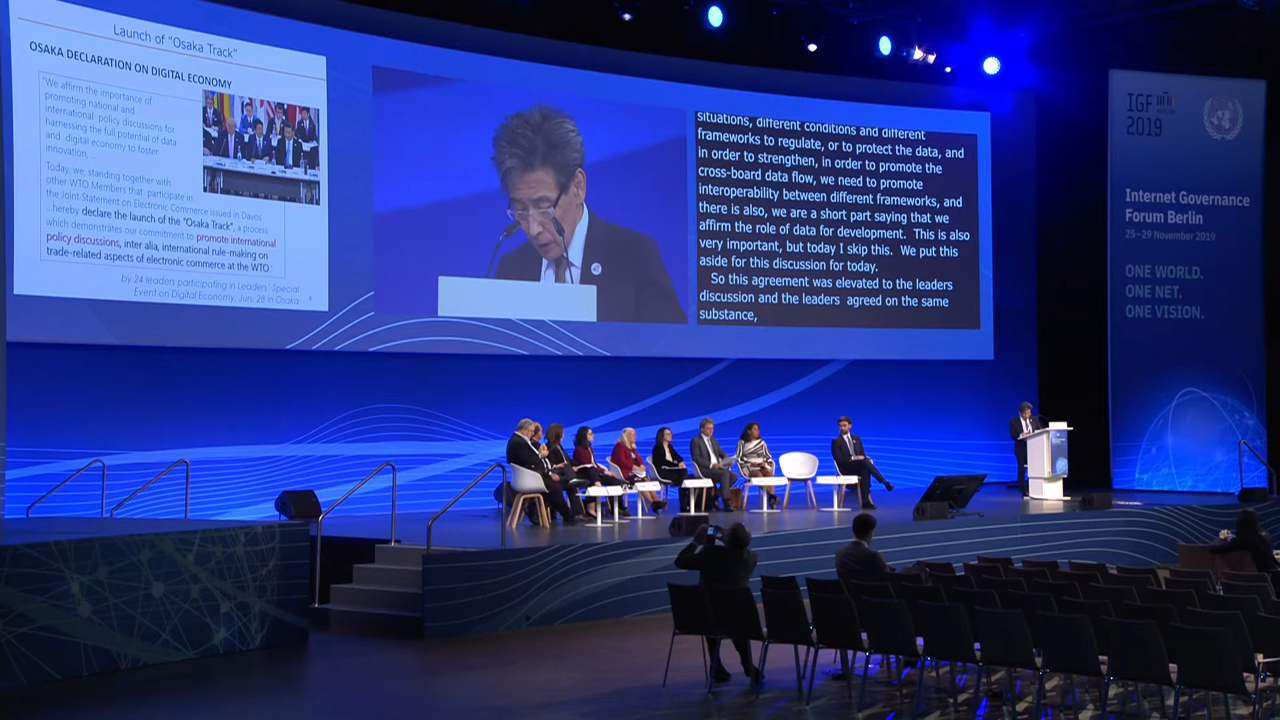 Launch of "Osaka Track"
OSAKA DECLARATION ON DIGITAL ECONOMY
"We affirm the importance of
promoting national and
international policy discussions for
harnessing the full potential of data
and digital economy to foster
innovation, ..
Today, we, standing together with
other WTO Members that participate in
the Joint Statement on Electronic Commerce issued in Davos
...hereby declare the launch of the "Osaka Track", a process
which demonstrates our commitment to promote international
policy discussions, inter alia, international rule-making on
trade-related aspects of electronic commerce at the WTO."
by 24 leaders participating in Leaders' Special
Event on Digital Economy, Jun. 28 in Osaka
situations, different conditions and different
frameworks to regulate, or to protect the data, and
in order to strengthen, in order to promote the
cross-board data flow, we need to promote
interoperability between different frameworks, and
there is also, we are a short part saying that we
affirm the role of data for development. This is also
very important, but today I skip this. We put this
aside for this discussion for today.
So this agreement was elevated to the leaders
discussion and the leaders agreed on the same
substance,
IGF
2019
Internet Governance
Forum Berlin
25–29 November 2019
ONE WORLD.
ONE NET.
ONE VISION.